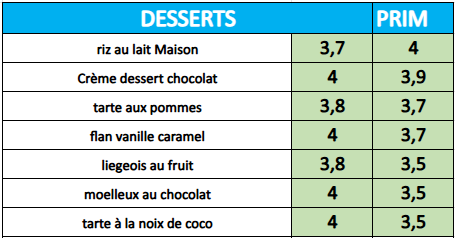 DESSERTS PRIM
riz au lait Maison 3,7 4
Crème dessert chocolat 4 3,9
tarte aux pommes 3,8 3,7
flan vanille caramel 4 3,7
liegeois au fruit 3,8 3,5
moelleux au chocolat 4 3,5
tarte à la noix de coco 4 3,5